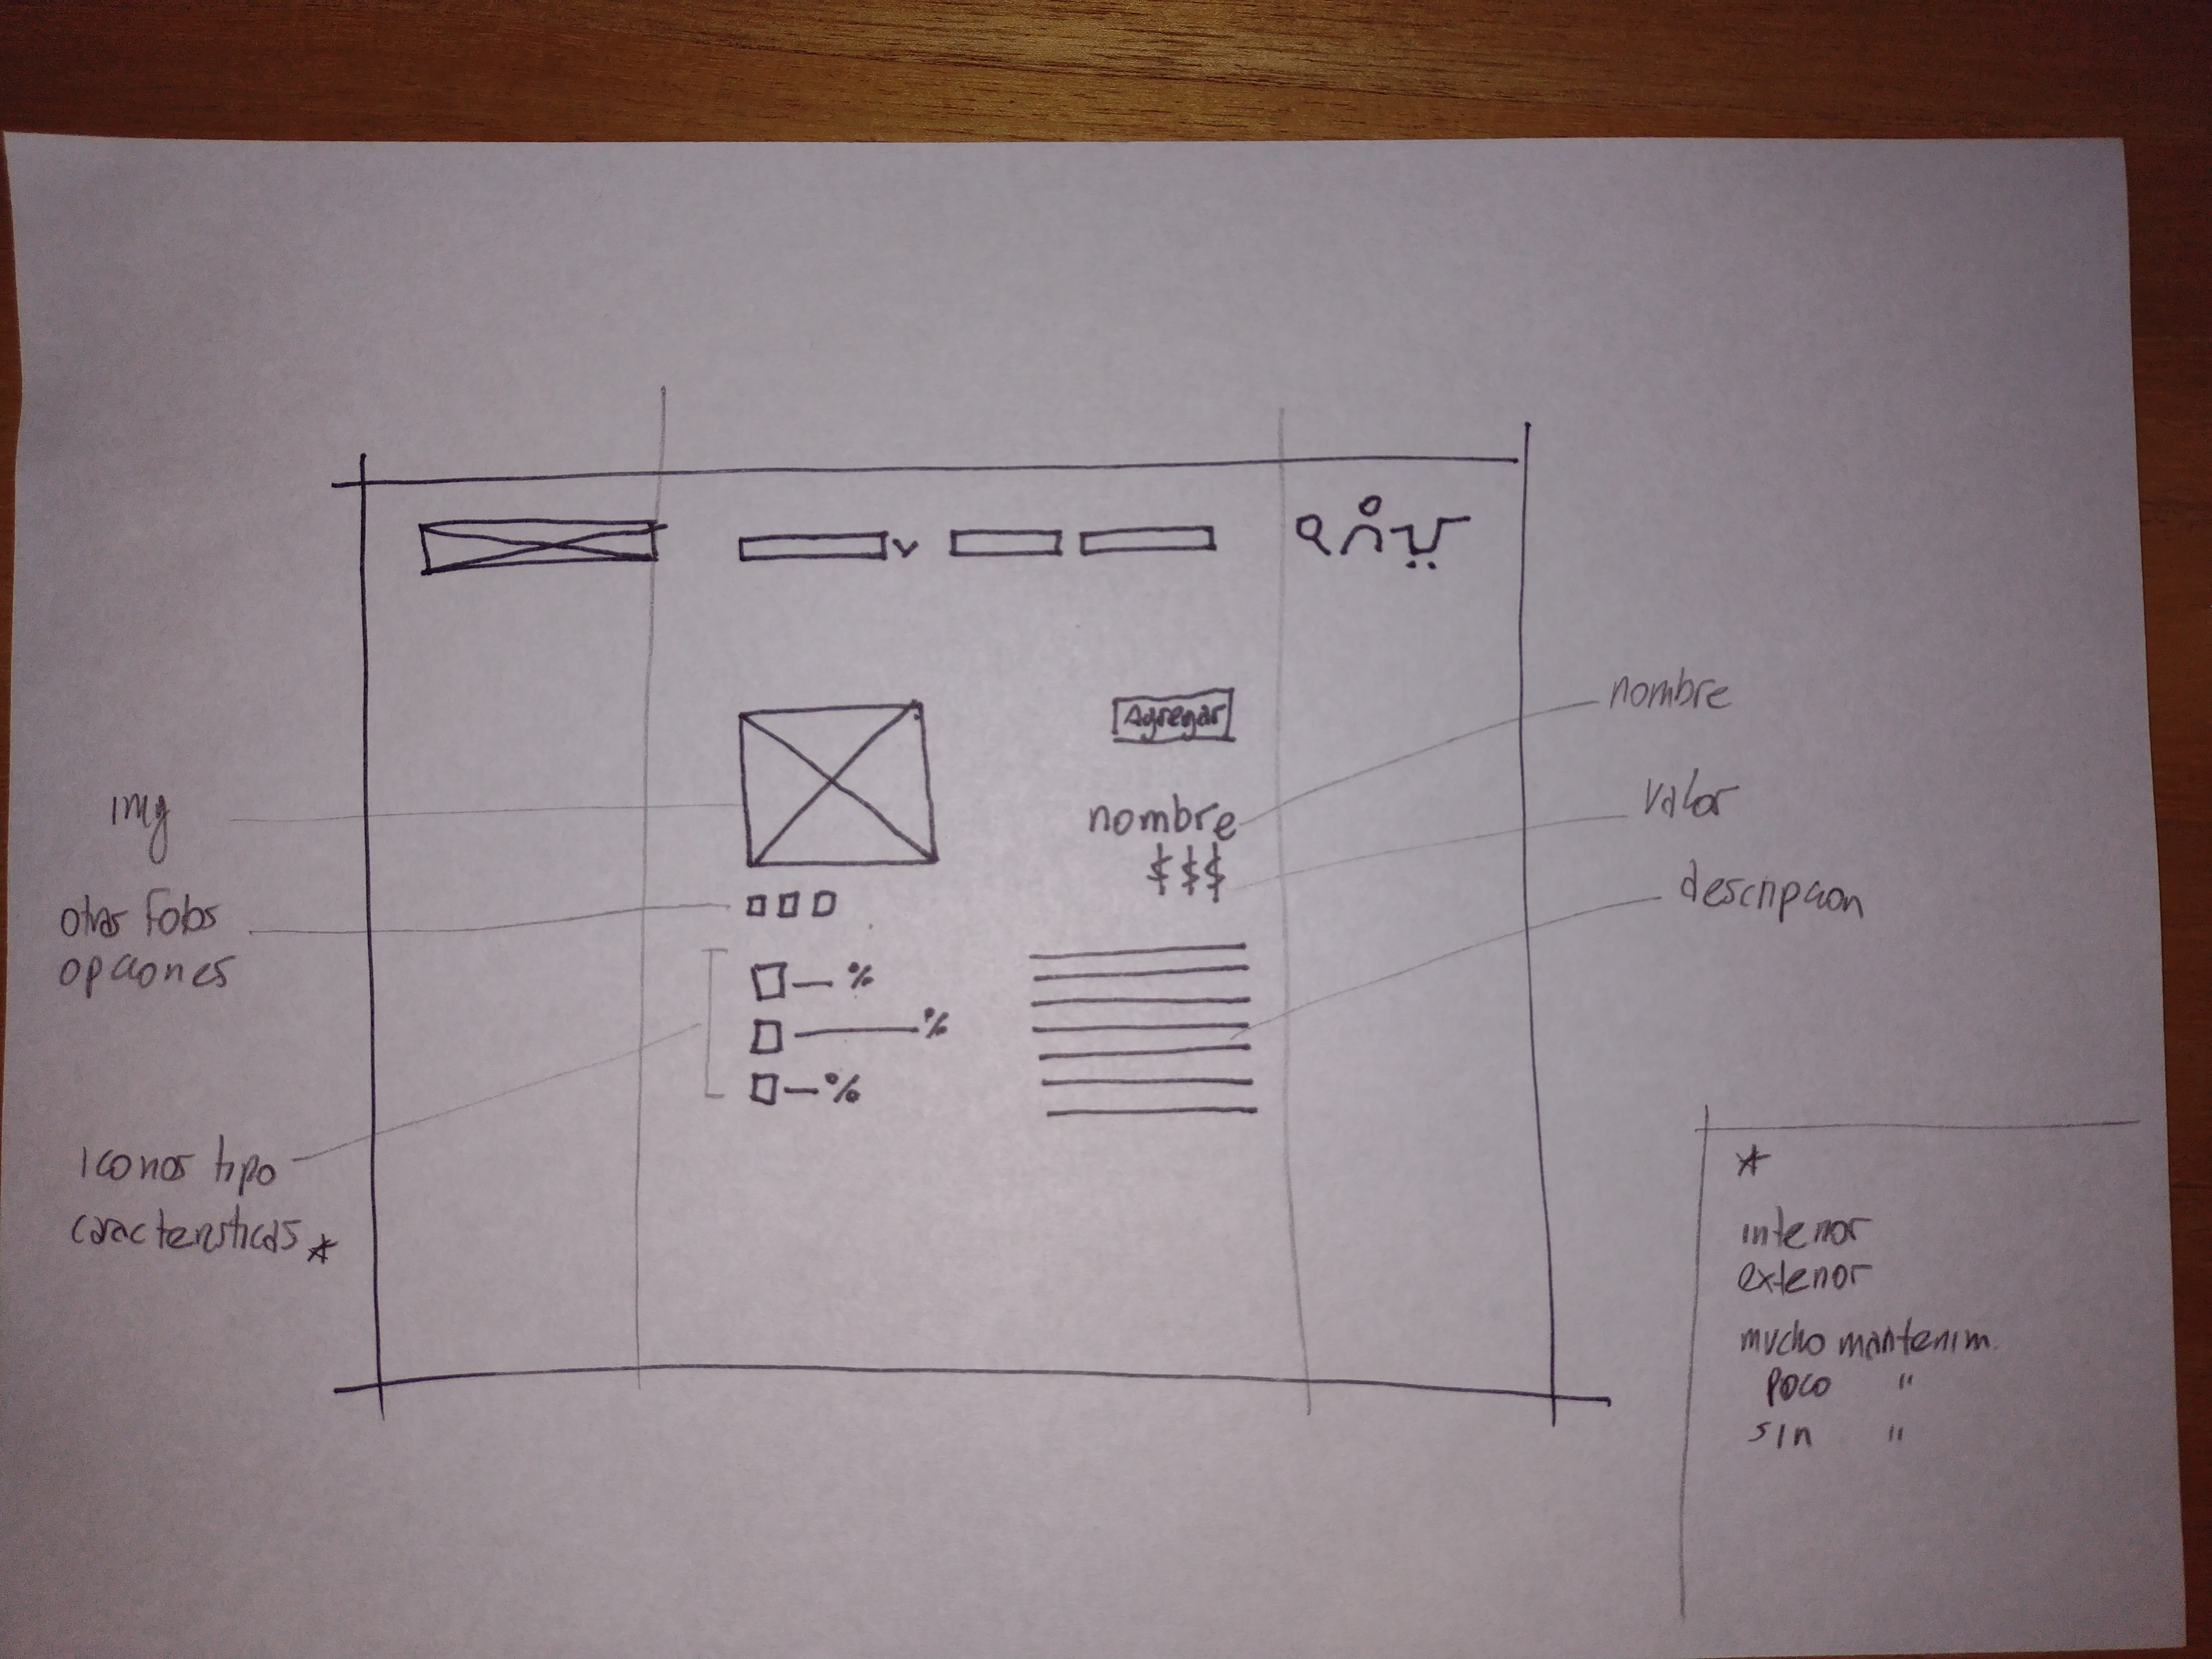 Agregar
nombre
nombre
$$$
valor
descripcion
img
otras fotos
opciones
%
%
%
iconos tipo
caracteristicas *
*
interior
exterior
mucho mantenim.
poco "
sin "